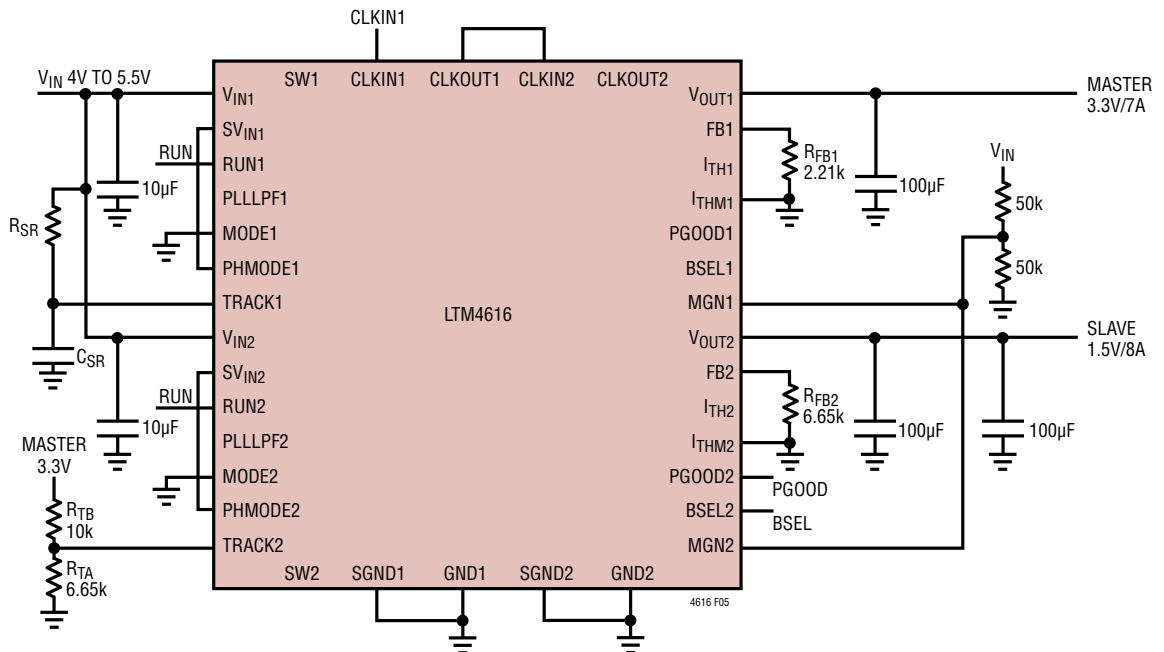 CLKIN1
V_IN 4V TO 5.5V
SW1 CLKIN1 CLKOUT1 CLKIN2 CLKOUT2
V_IN1
SV_IN1
RUN
RUN1
PLLLPF1
MODE1
PHMODE1
TRACK1
V_IN2
SV_IN2
RUN
RUN2
PLLLPF2
MODE2
PHMODE2
TRACK2
10µF
R_SR
C_SR
10µF
MASTER
3.3V
R_TB
10k
R_TA
6.65k
LTM4616
SW2 SGND1 GND1 SGND2 GND2
V_OUT1
FB1
I_TH1
I_THM1
PGOOD1
BSEL1
MGN1
V_OUT2
FB2
I_TH2
I_THM2
PGOOD2
BSEL2
MGN2
MASTER
3.3V/7A
R_FB1
2.21k
100µF
V_IN
50k
50k
SLAVE
1.5V/8A
R_FB2
6.65k
100µF
100µF
PGOOD
BSEL
4616 F05